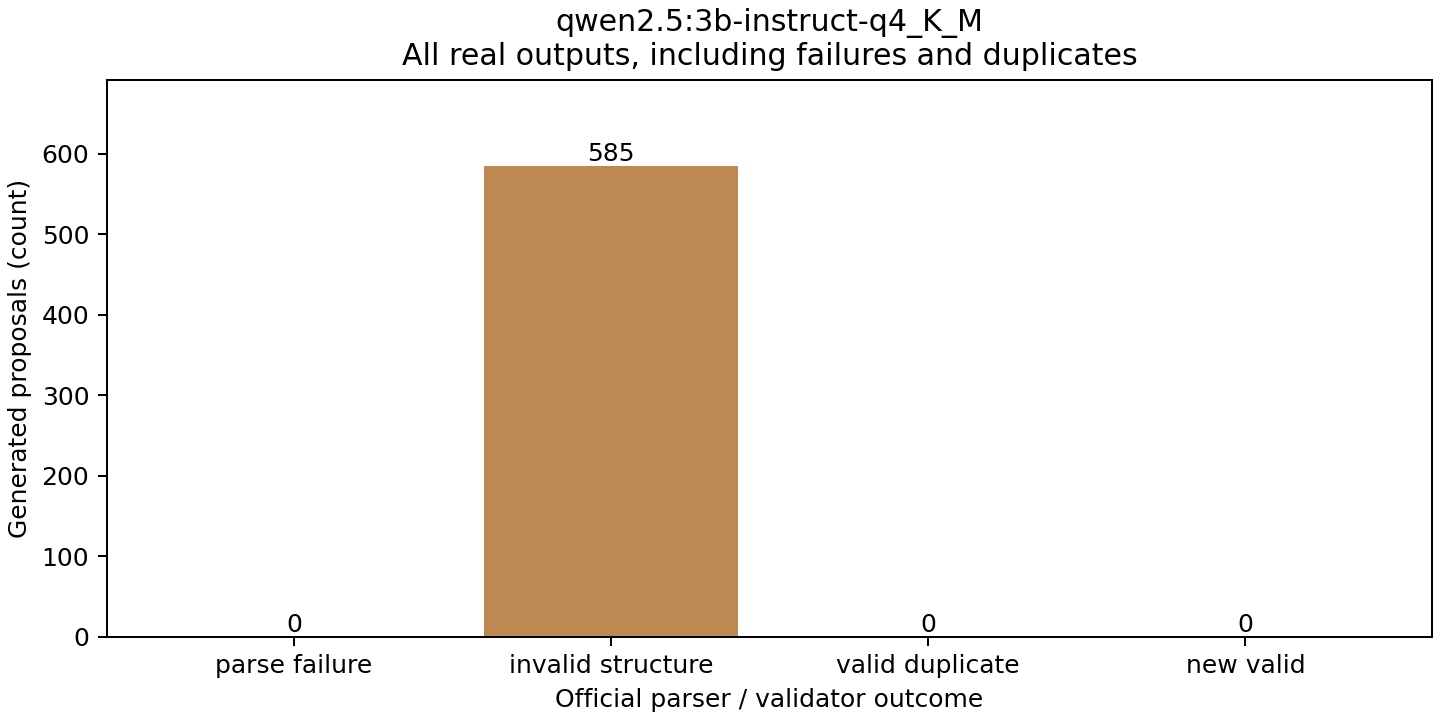 qwen2.5:3b-instruct-q4_K_M
All real outputs, including failures and duplicates
Generated proposals (count)
600
500
400
300
200
100
0
0
585
0
0
parse failure
invalid structure
valid duplicate
new valid
Official parser / validator outcome